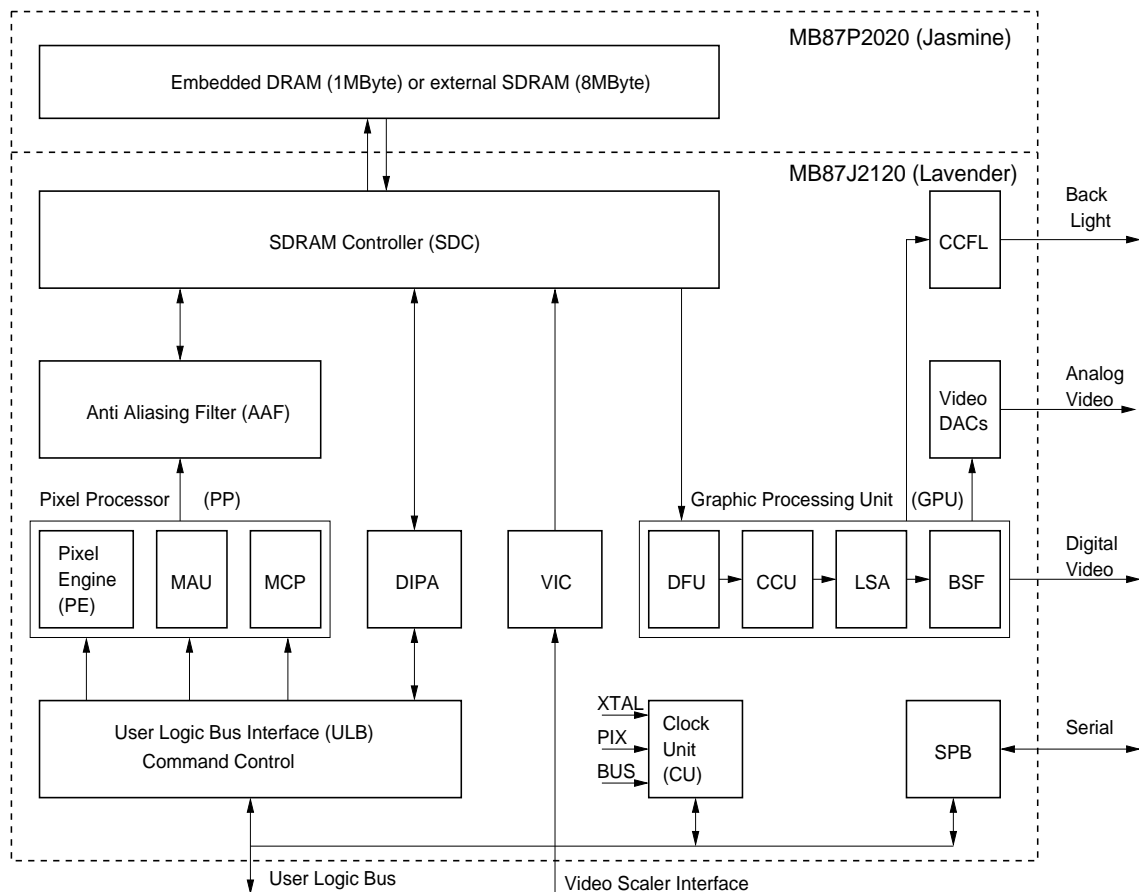 MB87P2020 (Jasmine)
Embedded DRAM (1MByte) or external SDRAM (8MByte)
MB87J2120 (Lavender)
SDRAM Controller (SDC)
CCFL
Back
Light
Anti Aliasing Filter (AAF)
Video
DACs
Analog
Video
Pixel Processor (PP)
Graphic Processing Unit (GPU)
Pixel
Engine
(PE)
MAU
MCP
DIPA
VIC
DFU
CCU
LSA
BSF
Digital
Video
User Logic Bus Interface (ULB)
Command Control
XTAL
PIX
BUS
Clock
Unit
(CU)
SPB
Serial
User Logic Bus
Video Scaler Interface